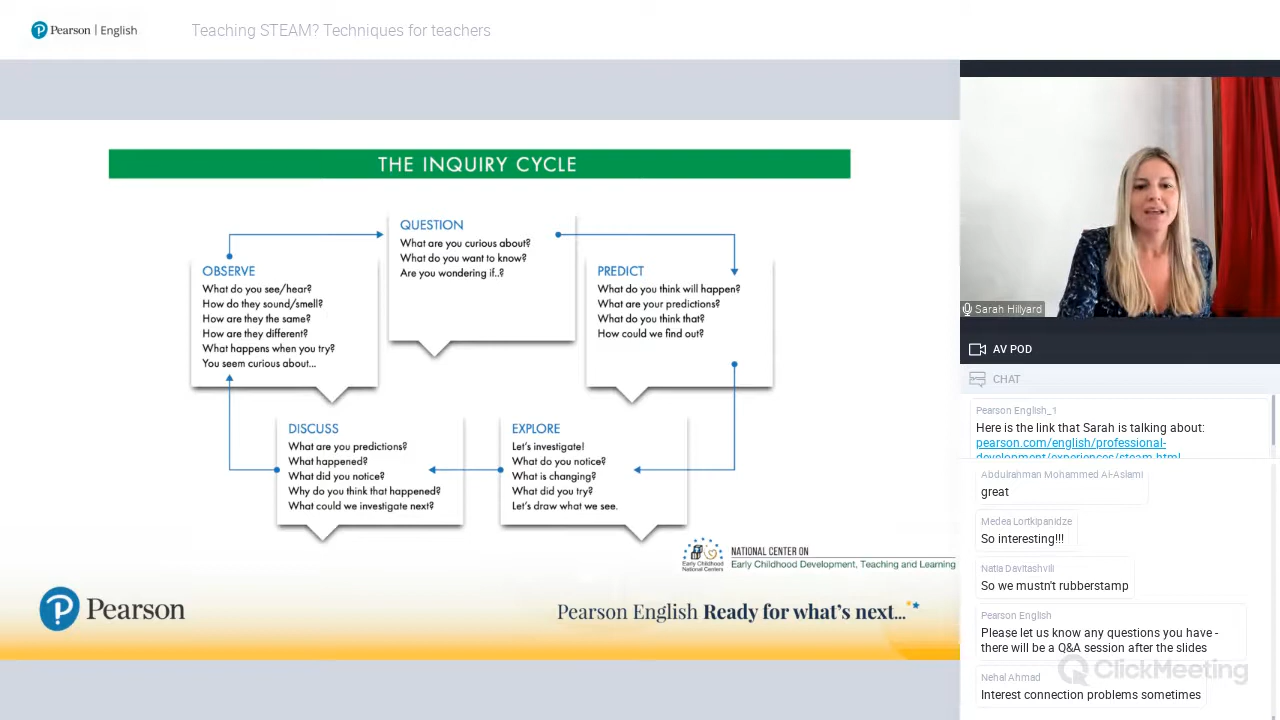 Pearson | English
Teaching STEAM? Techniques for teachers
THE INQUIRY CYCLE
QUESTION
What are you curious about?
What do you want to know?
Are you wondering if..?
OBSERVE
What do you see/hear?
How do they sound/smell?
How are they the same?
How are they different?
What happens when you try?
You seem curious about...
PREDICT
What do you think will happen?
What are your predictions?
What do you think that?
How could we find out?
DISCUSS
What are you predictions?
What happened?
What did you notice?
Why do you think that happened?
What could we investigate next?
EXPLORE
Let's investigate!
What do you notice?
What is changing?
What did you try?
Let's draw what we see.
Early Childhood
National Centers
NATIONAL CENTER ON
Early Childhood Development, Teaching and Learning
Pearson
Pearson English Ready for what's next...
Sarah Hillyard
AV POD
CHAT
Pearson English_1
Here is the link that Sarah is talking about:
pearson.com/english/professional-
development/experiences/steam.html
Abdulrahman Mohammed Al-Aslami
great
Medea Lortkipanidze
So interesting!!!
Natia Davitashvili
So we mustn't rubberstamp
Pearson English
Please let us know any questions you have -
there will be a Q&A session after the slides
ClickMeeting
Nehal Ahmad
Interest connection problems sometimes